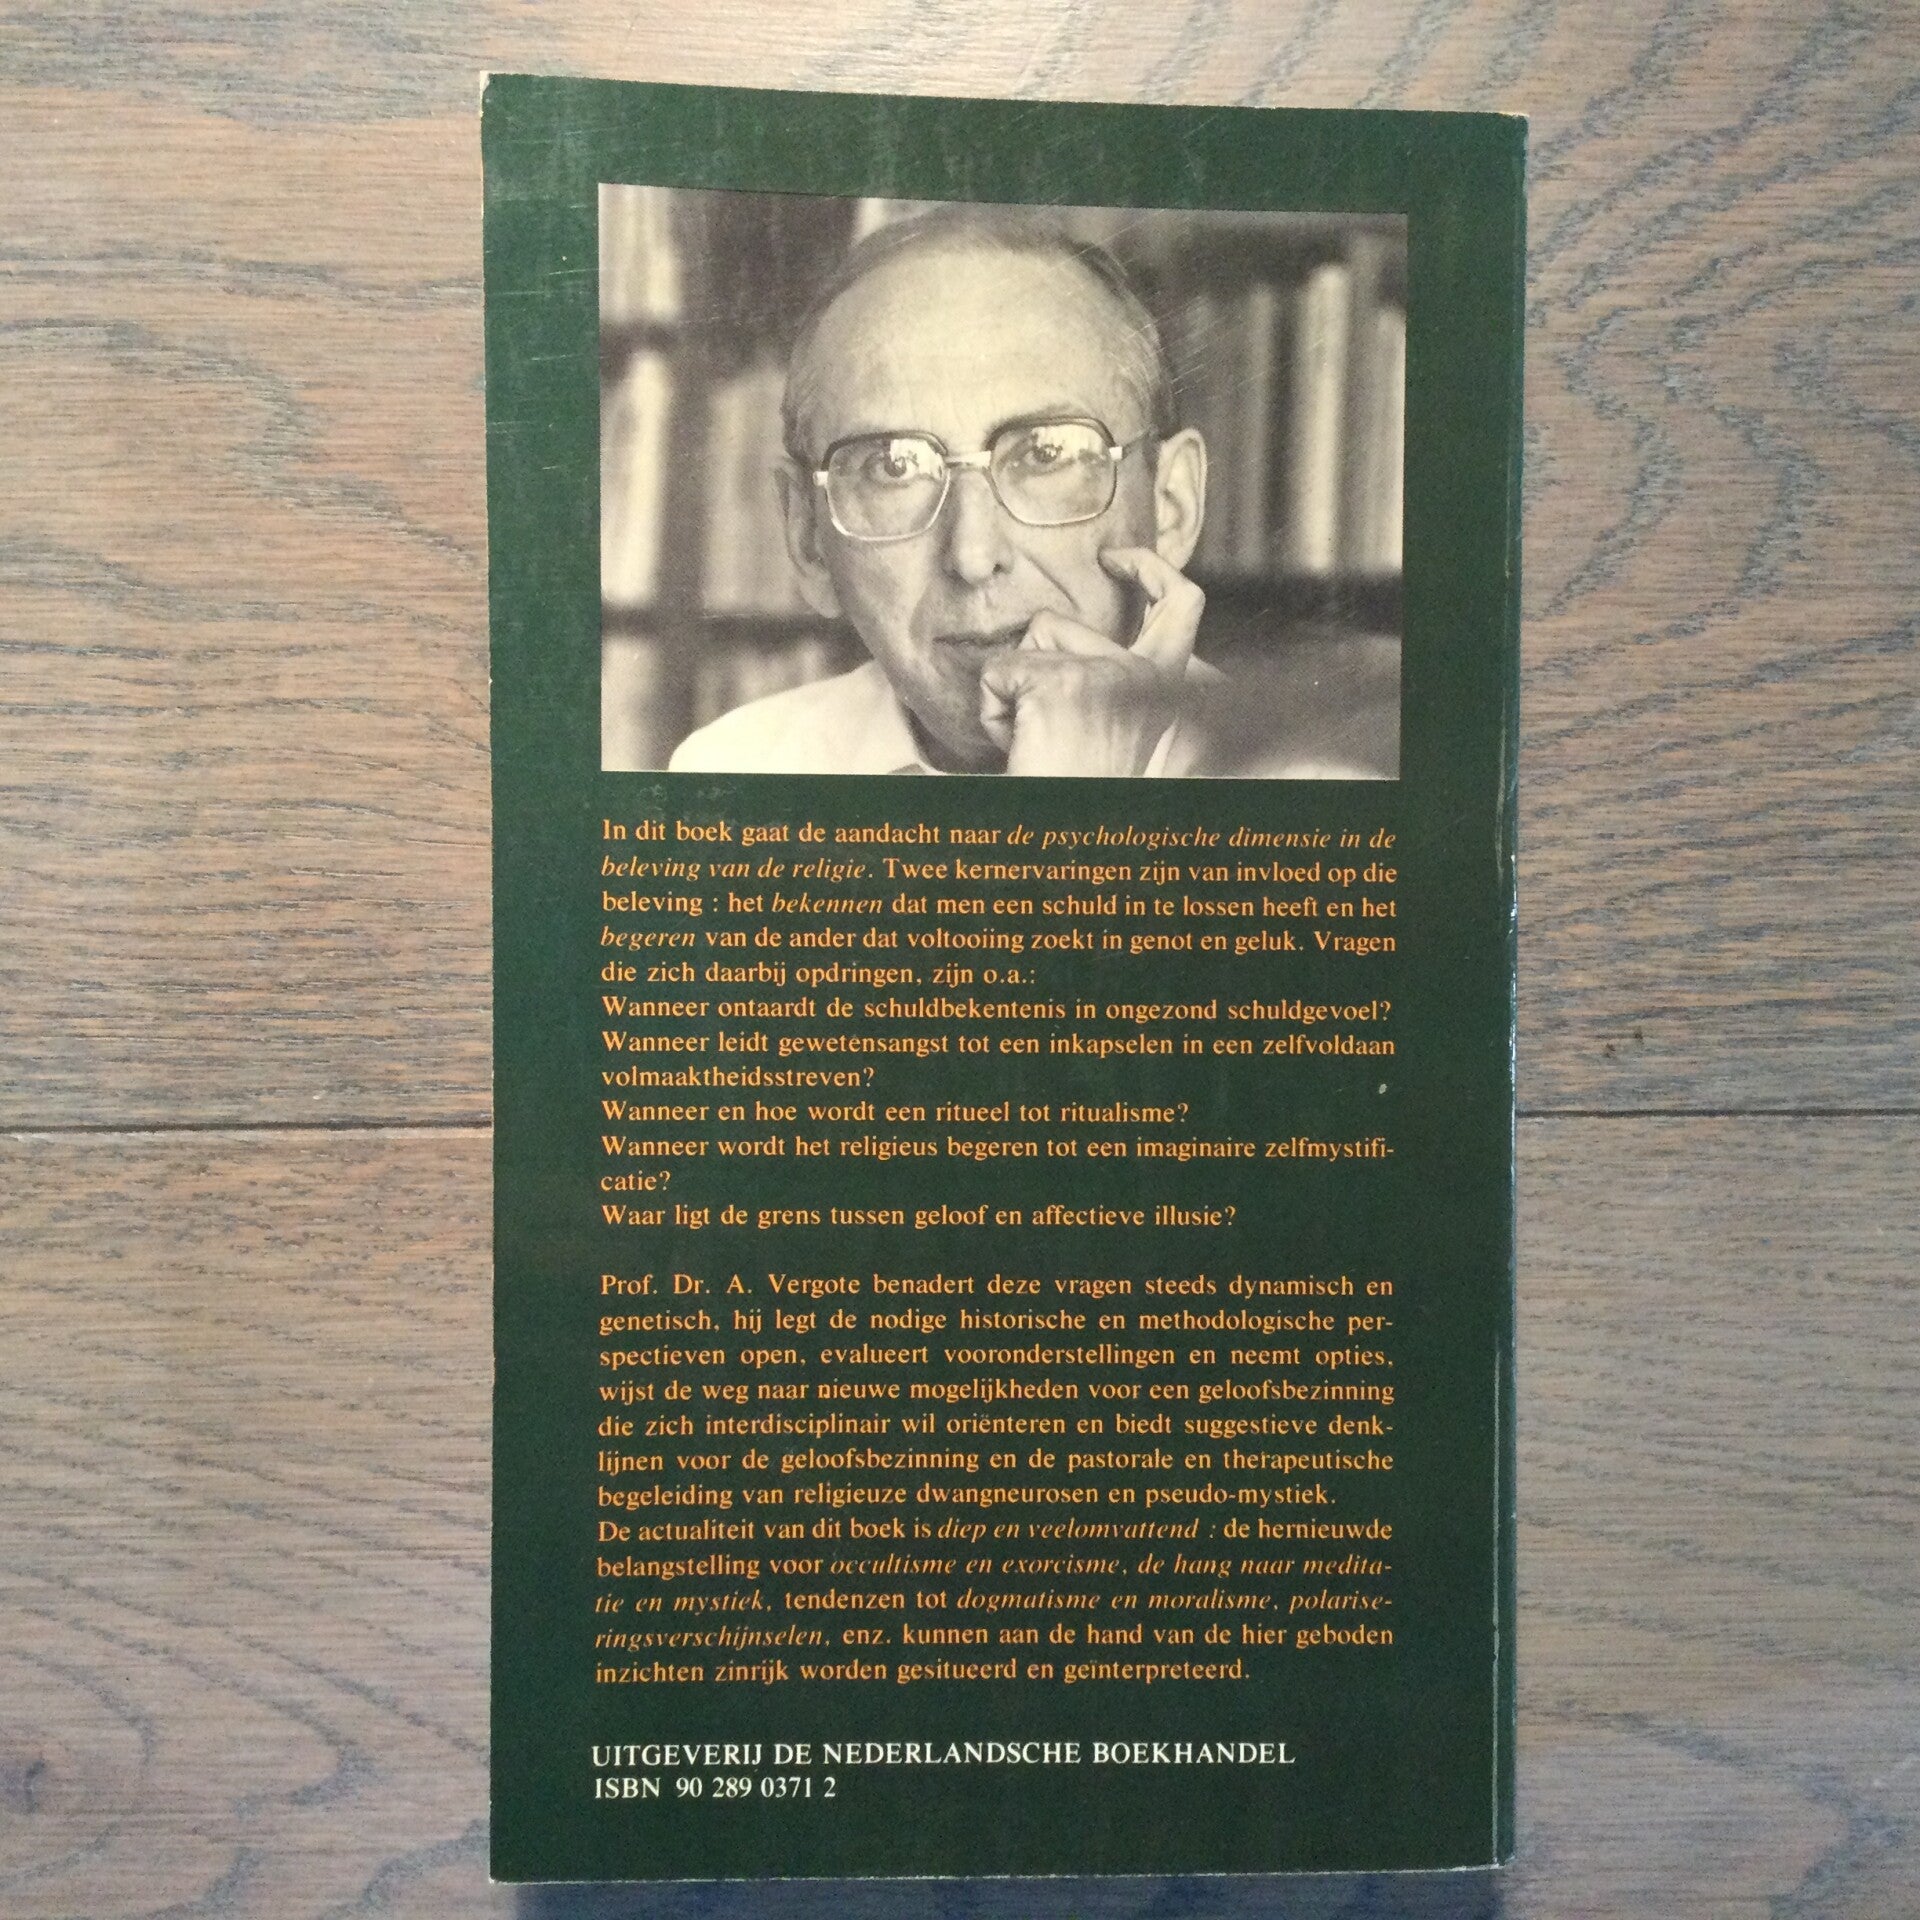 In dit boek gaat de aandacht naar de psychologische dimensie in de
beleving van de religie. Twee kernervaringen zijn van invloed op die
beleving : het bekennen dat men een schuld in te lossen heeft en het
begeren van de ander dat voltooiing zoekt in genot en geluk. Vragen
die zich daarbij opdringen, zijn o.a.:
Wanneer ontaardt de schuldbekentenis in ongezond schuldgevoel?
Wanneer leidt gewetensangst tot een inkapselen in een zelfvoldaan
volmaaktheidsstreven?
Wanneer en hoe wordt een ritueel tot ritualisme?
Wanneer wordt het religieus begeren tot een imaginaire zelfmystifi-
catie?
Waar ligt de grens tussen geloof en affectieve illusie?
Prof. Dr. A. Vergote benadert deze vragen steeds dynamisch en
genetisch, hij legt de nodige historische en methodologische per-
spectieven open, evalueert vooronderstellingen en neemt opties,
wijst de weg naar nieuwe mogelijkheden voor een geloofsbezinning
die zich interdisciplinair wil oriënteren en biedt suggestieve denk-
lijnen voor de geloofsbezinning en de pastorale en therapeutische
begeleiding van religieuze dwangneurosen en pseudo-mystiek.
De actualiteit van dit boek is diep en veelomvattend : de hernieuwde
belangstelling voor occultisme en exorcisme, de hang naar medita-
tie en mystiek, tendenzen tot dogmatisme en moralisme, polarise-
ringsverschijnselen, enz. kunnen aan de hand van de hier geboden
inzichten zinrijk worden gesitueerd en geïnterpreteerd.
UITGEVERIJ DE NEDERLANDSCHE BOEKHANDEL
ISBN 90 289 0371 2